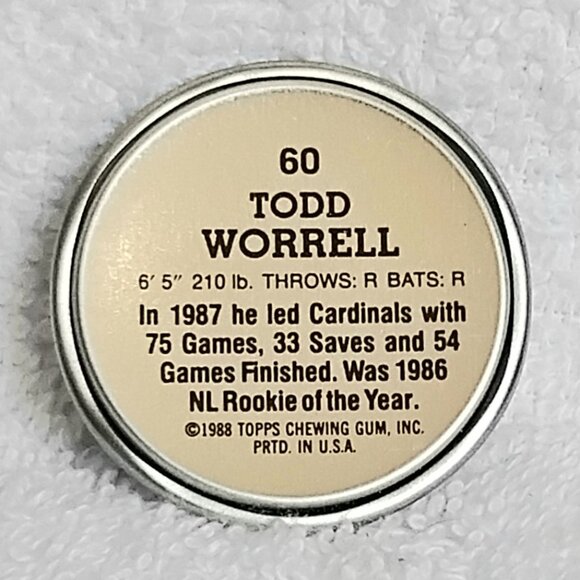 60
TODD
WORRELL
6' 5" 210 lb. THROWS: R BATS: R
In 1987 he led Cardinals with
75 Games, 33 Saves and 54
Games Finished. Was 1986
NL Rookie of the Year.
©1988 TOPPS CHEWING GUM, INC.
PRTD. IN U.S.A.